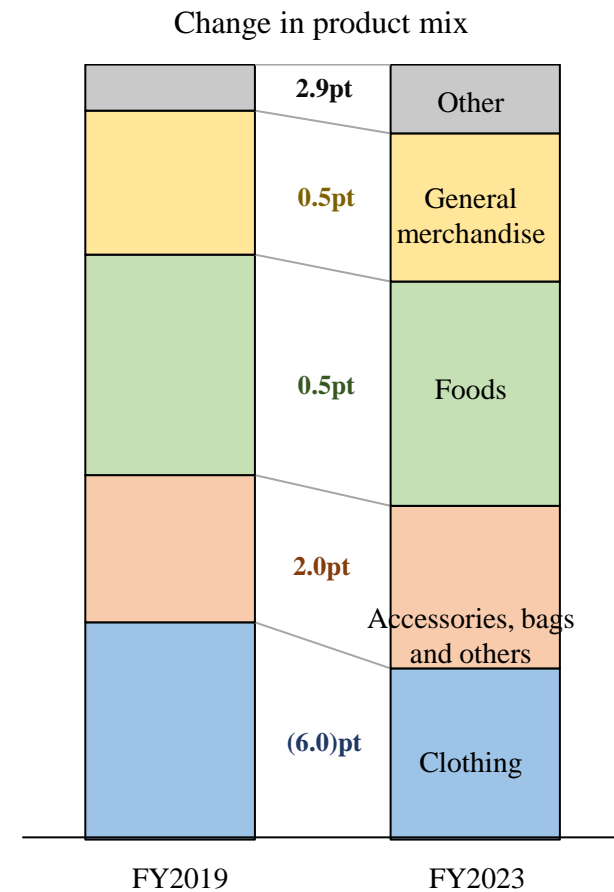 Change in product mix
2.9pt
Other
0.5pt
General
merchandise
0.5pt
Foods
2.0pt
Accessories, bags
and others
(6.0)pt
Clothing
FY2019
FY2023